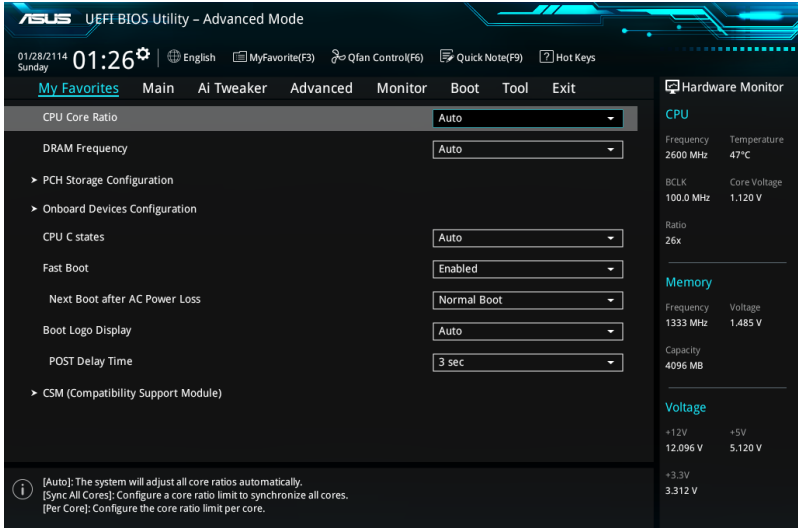 ASUS UEFI BIOS Utility – Advanced Mode
01/28/2114
Sunday
01:26
English
MyFavorite(F3)
Qfan Control(F6)
Quick Note(F9)
? Hot Keys
My Favorites Main Ai Tweaker Advanced Monitor Boot Tool Exit
CPU Core Ratio Auto
DRAM Frequency Auto
> PCH Storage Configuration
> Onboard Devices Configuration
CPU C states Auto
Fast Boot Enabled
Next Boot after AC Power Loss Normal Boot
Boot Logo Display Auto
POST Delay Time 3 sec
> CSM (Compatibility Support Module)
[Auto]: The system will adjust all core ratios automatically.
[Sync All Cores]: Configure a core ratio limit to synchronize all cores.
[Per Core]: Configure the core ratio limit per core.
Hardware Monitor
CPU
Frequency Temperature
2600 MHz 47°C
BCLK Core Voltage
100.0 MHz 1.120 V
Ratio
26x
Memory
Frequency Voltage
1333 MHz 1.485 V
Capacity
4096 MB
Voltage
+12V +5V
12.096 V 5.120 V
+3.3V
3.312 V